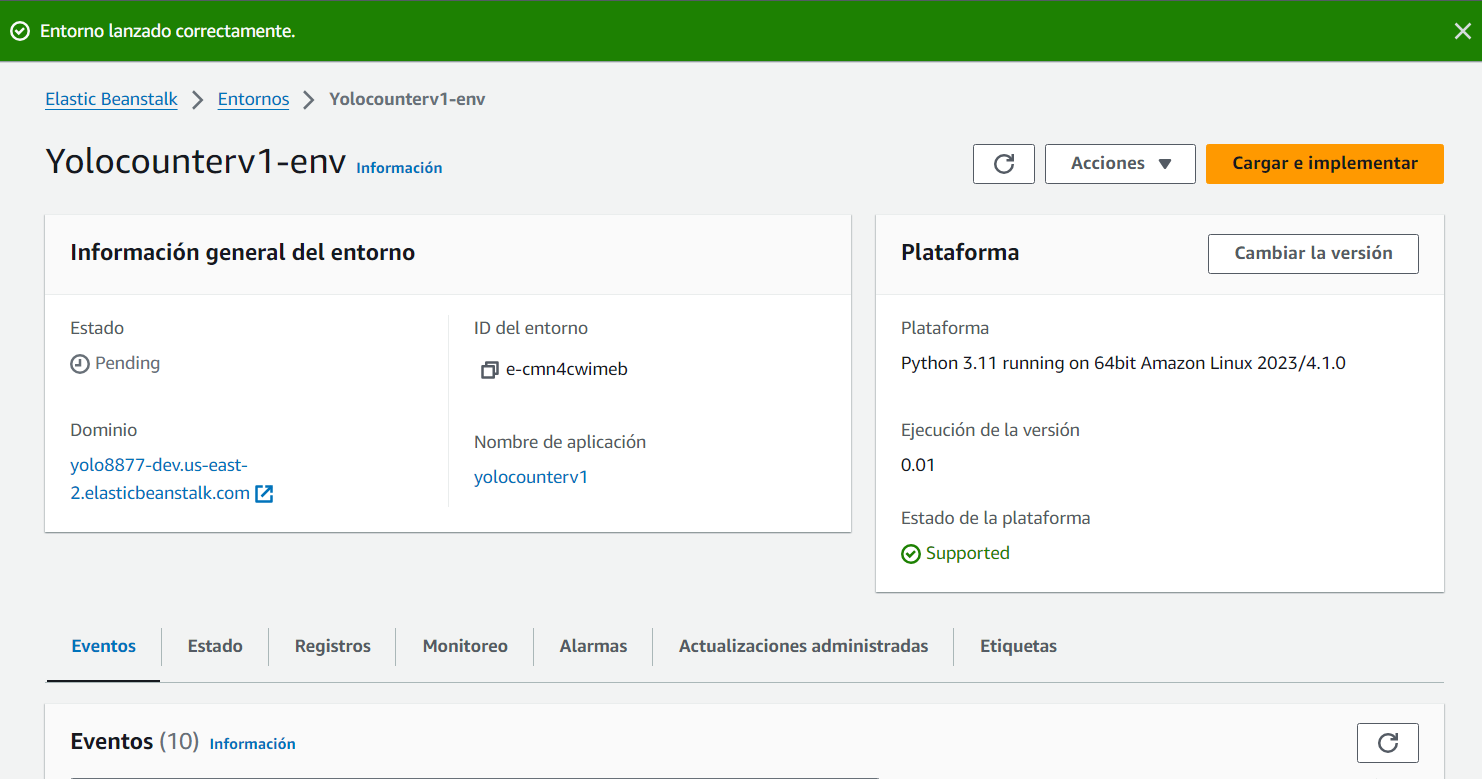 Entorno lanzado correctamente.
Elastic Beanstalk
Entornos
Yolocounterv1-env
Yolocounterv1-env Información
Acciones
Cargar e implementar
Información general del entorno
Estado
Pending
Dominio
yolo8877-dev.us-east-
2.elasticbeanstalk.com
ID del entorno
e-cmn4cwimeb
Nombre de aplicación
yolocounterv1
Plataforma
Cambiar la versión
Plataforma
Python 3.11 running on 64bit Amazon Linux 2023/4.1.0
Ejecución de la versión
0.01
Estado de la plataforma
Supported
Eventos
Estado
Registros
Monitoreo
Alarmas
Actualizaciones administradas
Etiquetas
Eventos (10) Información